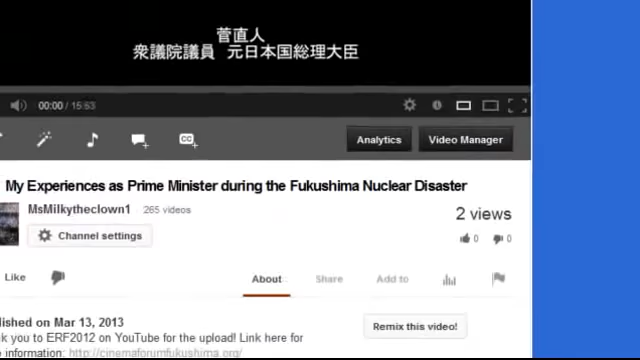 菅直人
衆議院議員 元日本国総理大臣
00:00 / 15:53
CC
Analytics
Video Manager
My Experiences as Prime Minister during the Fukushima Nuclear Disaster
MsMilkytheclown1 265 videos
2 views
Channel settings
0 0
Like
About Share Add to
lished on Mar 13, 2013
k you to ERF2012 on YouTube for the upload! Link here for
e information: http://cinemaforumfukushima.org/
Remix this video!